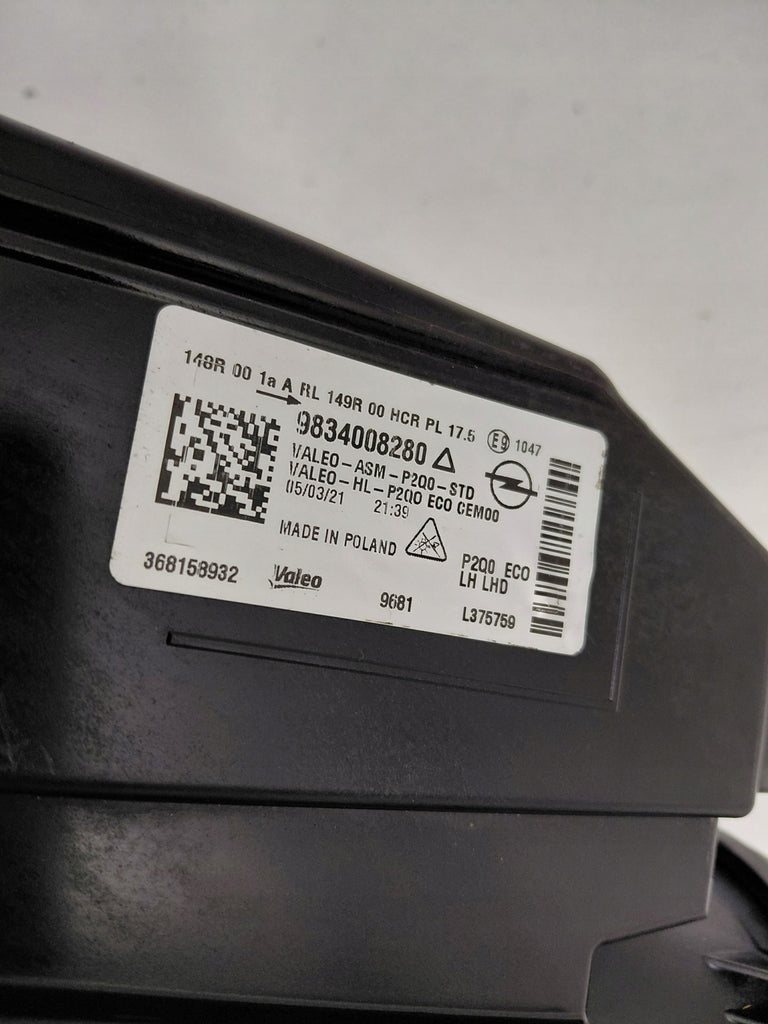 148R 00 1a A RL 149R 00 HCR PL 17.5 E9 1047
9834008280
VALEO-ASM-P2Q0-STD
VALEO-HL-P2Q0 ECO CEM00
05/03/21 21:39
MADE IN POLAND
P2Q0 ECO
LH LHD
368158932 Valeo 9681 L375759